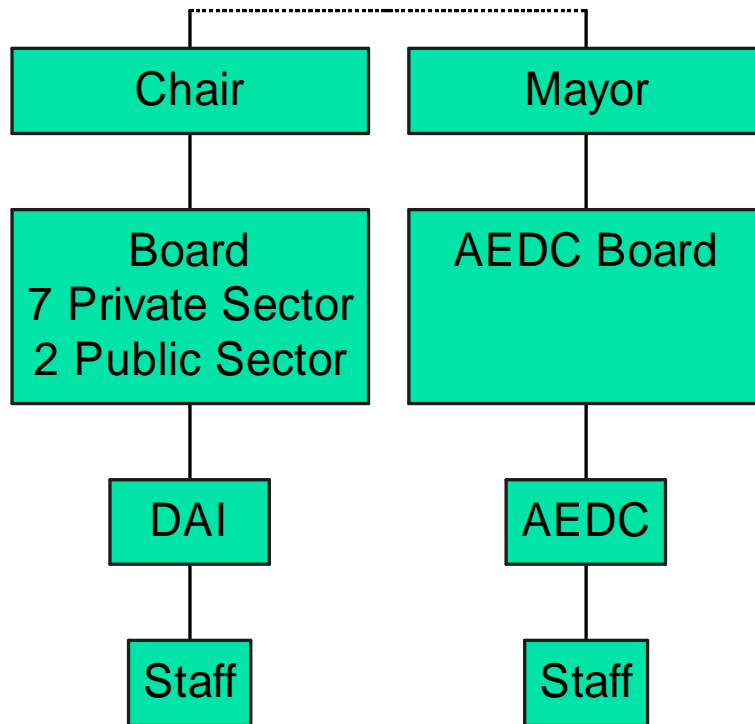 Chair
Mayor
Board
7 Private Sector
2 Public Sector
AEDC Board
DAI
AEDC
Staff
Staff